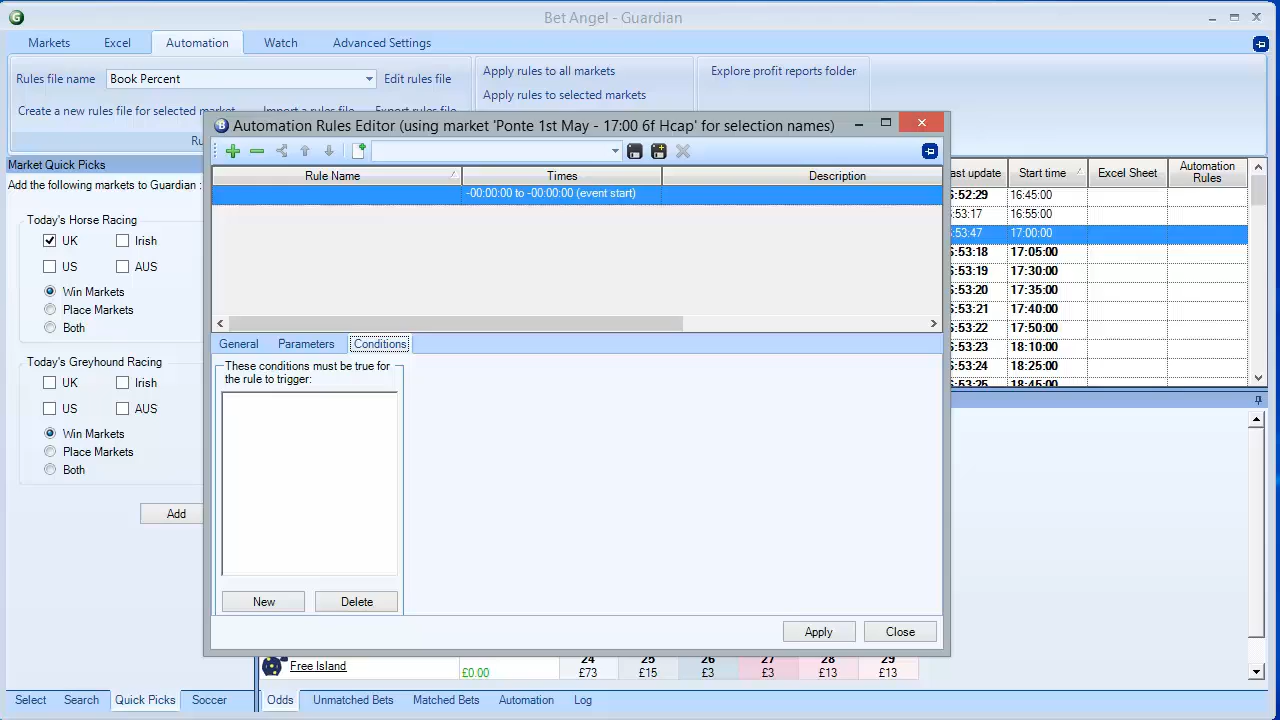 Bet Angel - Guardian
Markets Excel Automation Watch Advanced Settings
Rules file name Book Percent Edit rules file
Apply rules to all markets
Explore profit reports folder
Apply rules to selected markets
Create a new rules file for selected market Import a rules file Export rules file
Ru
Automation Rules Editor (using market 'Ponte 1st May - 17:00 6f Hcap' for selection names)
Rule Name Times Description
-00:00:00 to -00:00:00 (event start)
General Parameters Conditions
These conditions must be true for
the rule to trigger:
New Delete
Apply Close
Market Quick Picks
Add the following markets to Guardian :
Today's Horse Racing
UK Irish
US AUS
Win Markets
Place Markets
Both
Today's Greyhound Racing
UK Irish
US AUS
Win Markets
Place Markets
Both
Add
ast update Start time Excel Sheet Automation Rules
5:52:29 16:45:00
:53:17 16:55:00
:53:47 17:00:00
5:53:18 17:05:00
5:53:19 17:30:00
5:53:20 17:35:00
5:53:21 17:40:00
5:53:22 17:50:00
5:53:23 18:10:00
5:53:24 18:25:00
5:53:25 18:45:00
Free Island
24 25 26 27 28 29
£0.00 £73 £15 £3 £3 £13 £13
Select Search Quick Picks Soccer
Odds Unmatched Bets Matched Bets Automation Log